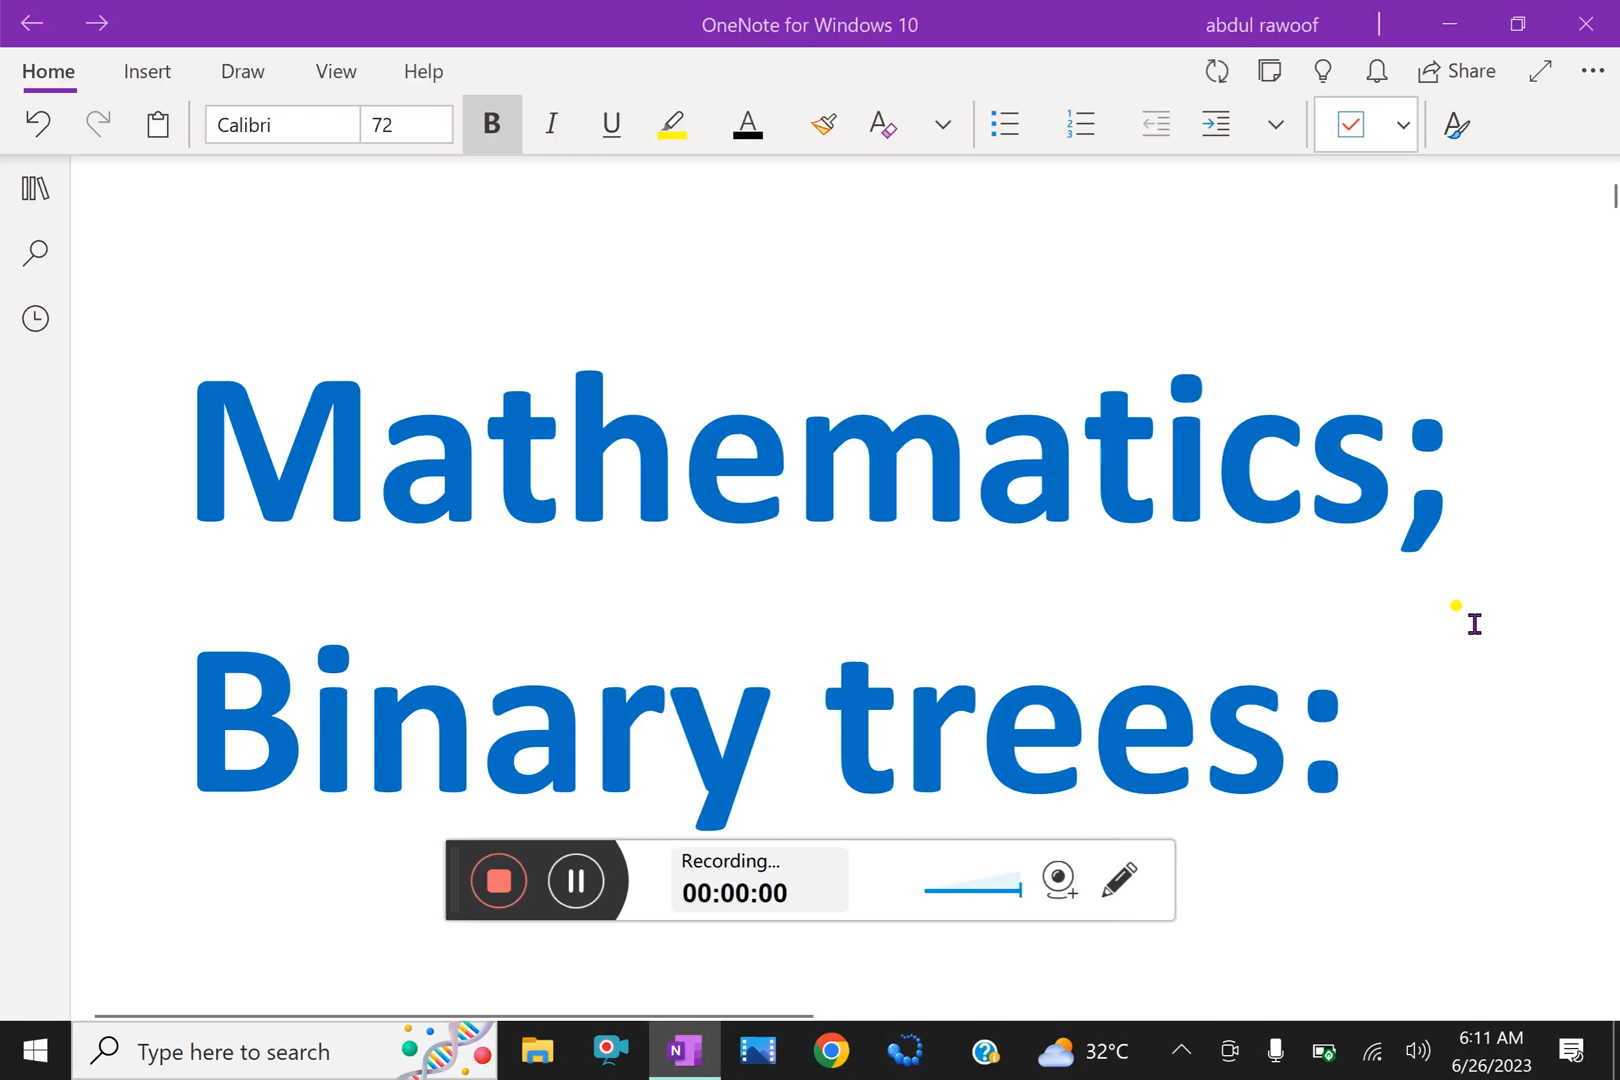 OneNote for Windows 10
abdul rawoof
Home Insert Draw View Help
Share
Calibri 72
B I U A A
Mathematics;
Binary trees:
Recording...
00:00:00
Type here to search
32°C
6:11 AM
6/26/2023